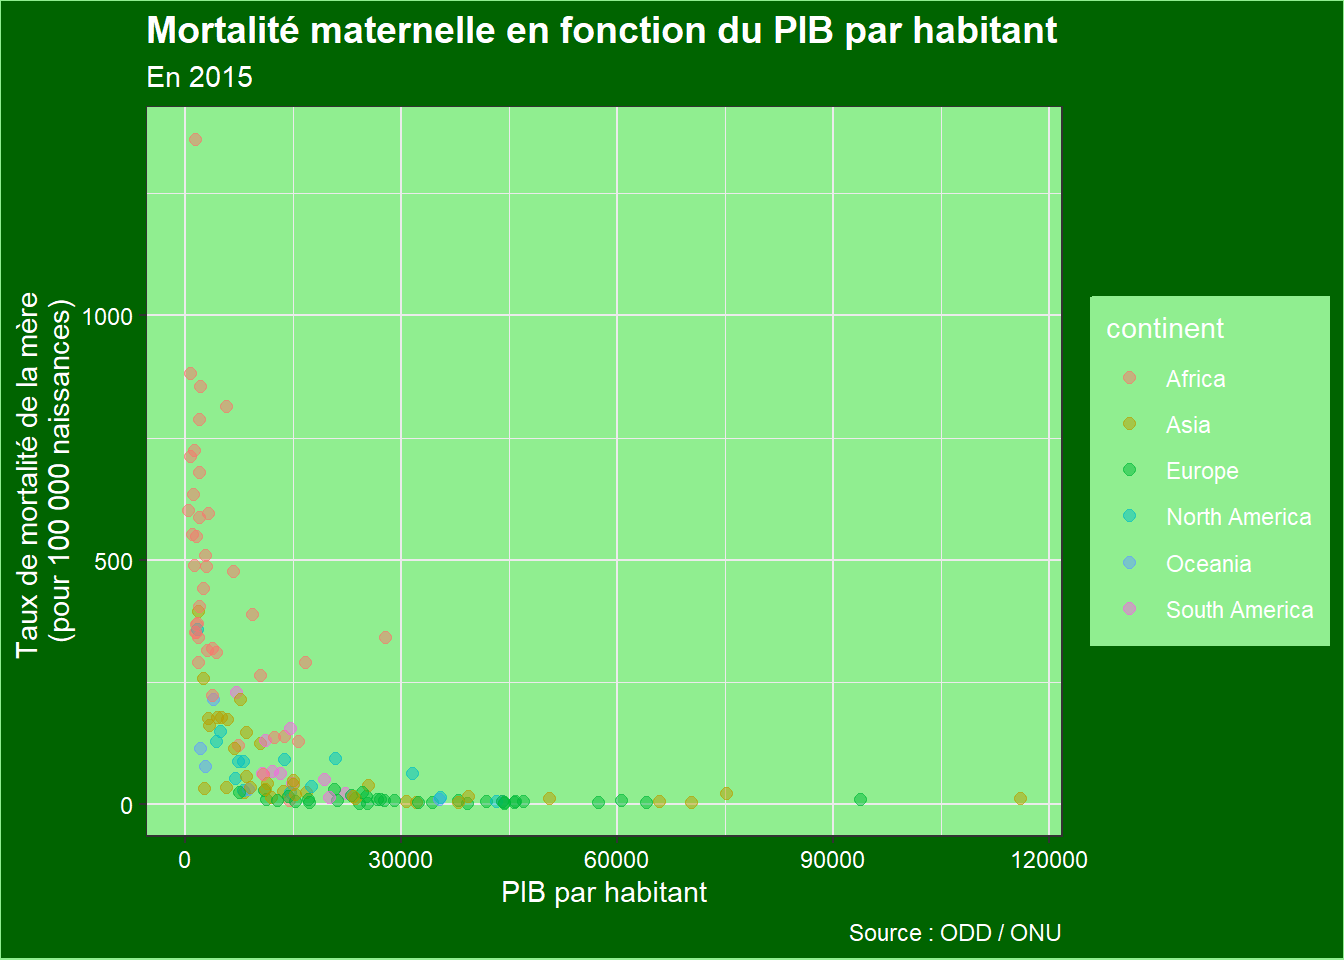 Mortalité maternelle en fonction du PIB par habitant
En 2015
Taux de mortalité de la mère
(pour 100 000 naissances)
1000
500
0
0
30000
60000
90000
120000
PIB par habitant
continent
Africa
Asia
Europe
North America
Oceania
South America
Source : ODD / ONU